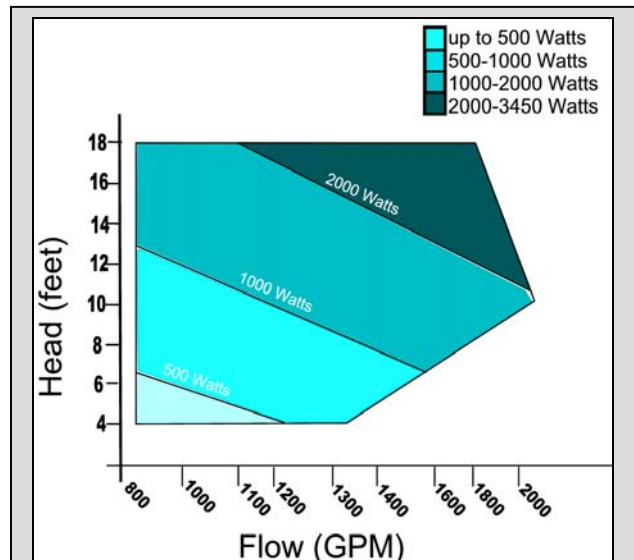 up to 500 Watts
500-1000 Watts
1000-2000 Watts
2000-3450 Watts
18
16
14
12
10
8
6
4
Head (feet)
2000 Watts
1000 Watts
500 Watts
800 1000 1100 1200 1300 1400 1600 1800 2000
Flow (GPM)